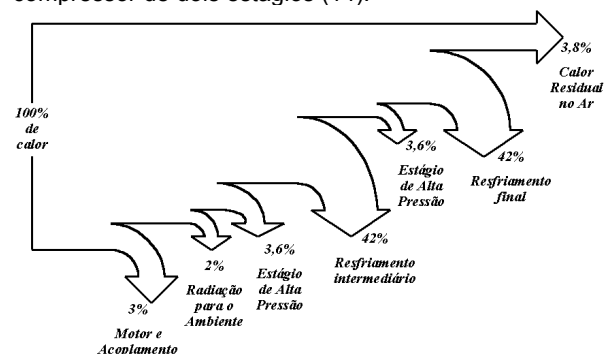 compressor de dois estágios (14).
3,8%
Calor
Residual
no Ar
100%
de
calor
3,6%
Estágio
de Alta
Pressão
42%
Resfriamento
final
42%
Resfriamento
intermediário
3,6%
Estágio
de Alta
Pressão
2%
Radiação
para o
Ambiente
3%
Motor e
Acoplamento